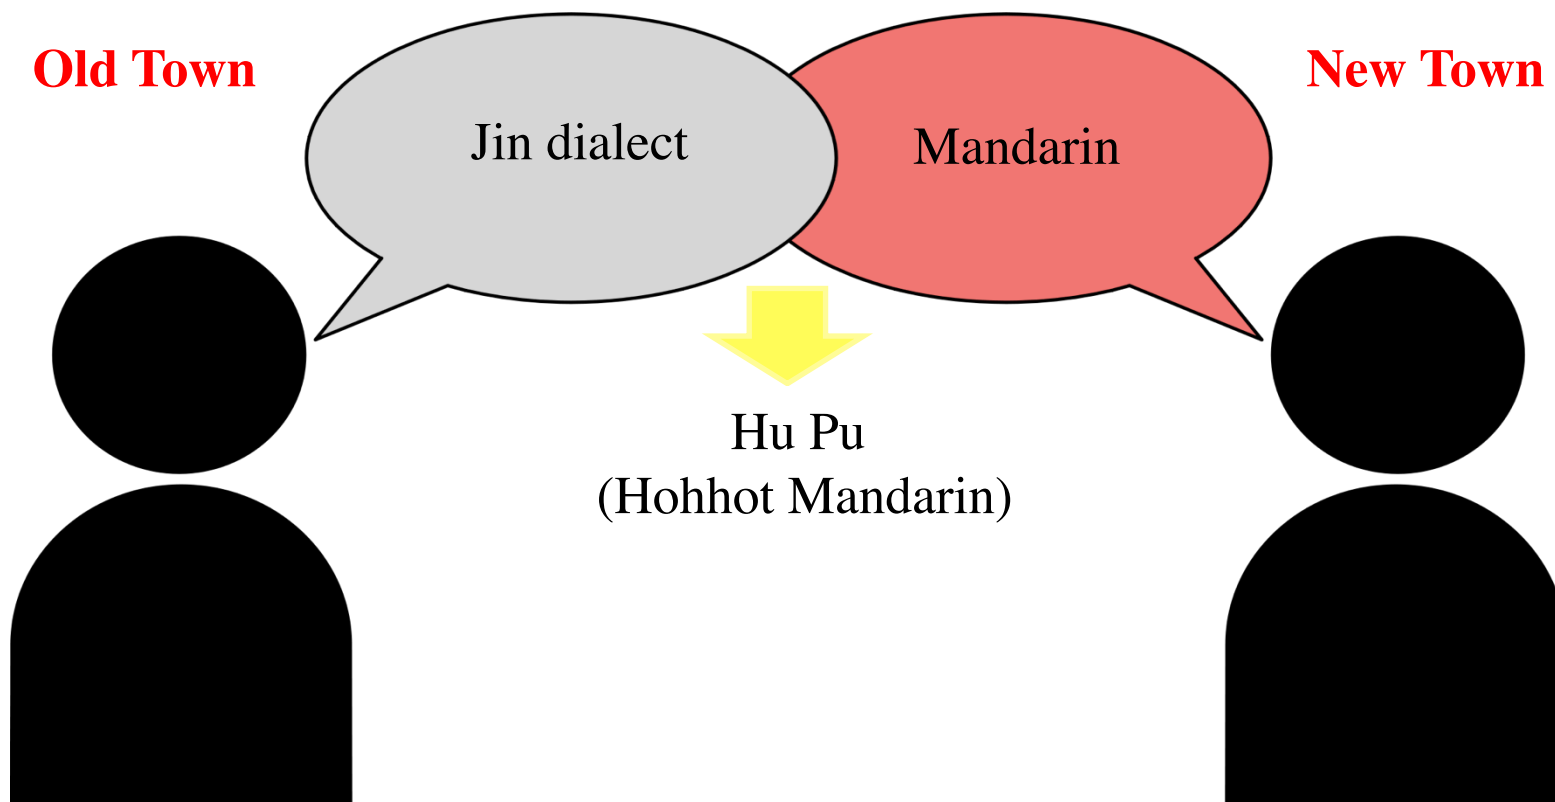 Old Town
New Town
Jin dialect
Mandarin
Hu Pu
(Hohhot Mandarin)